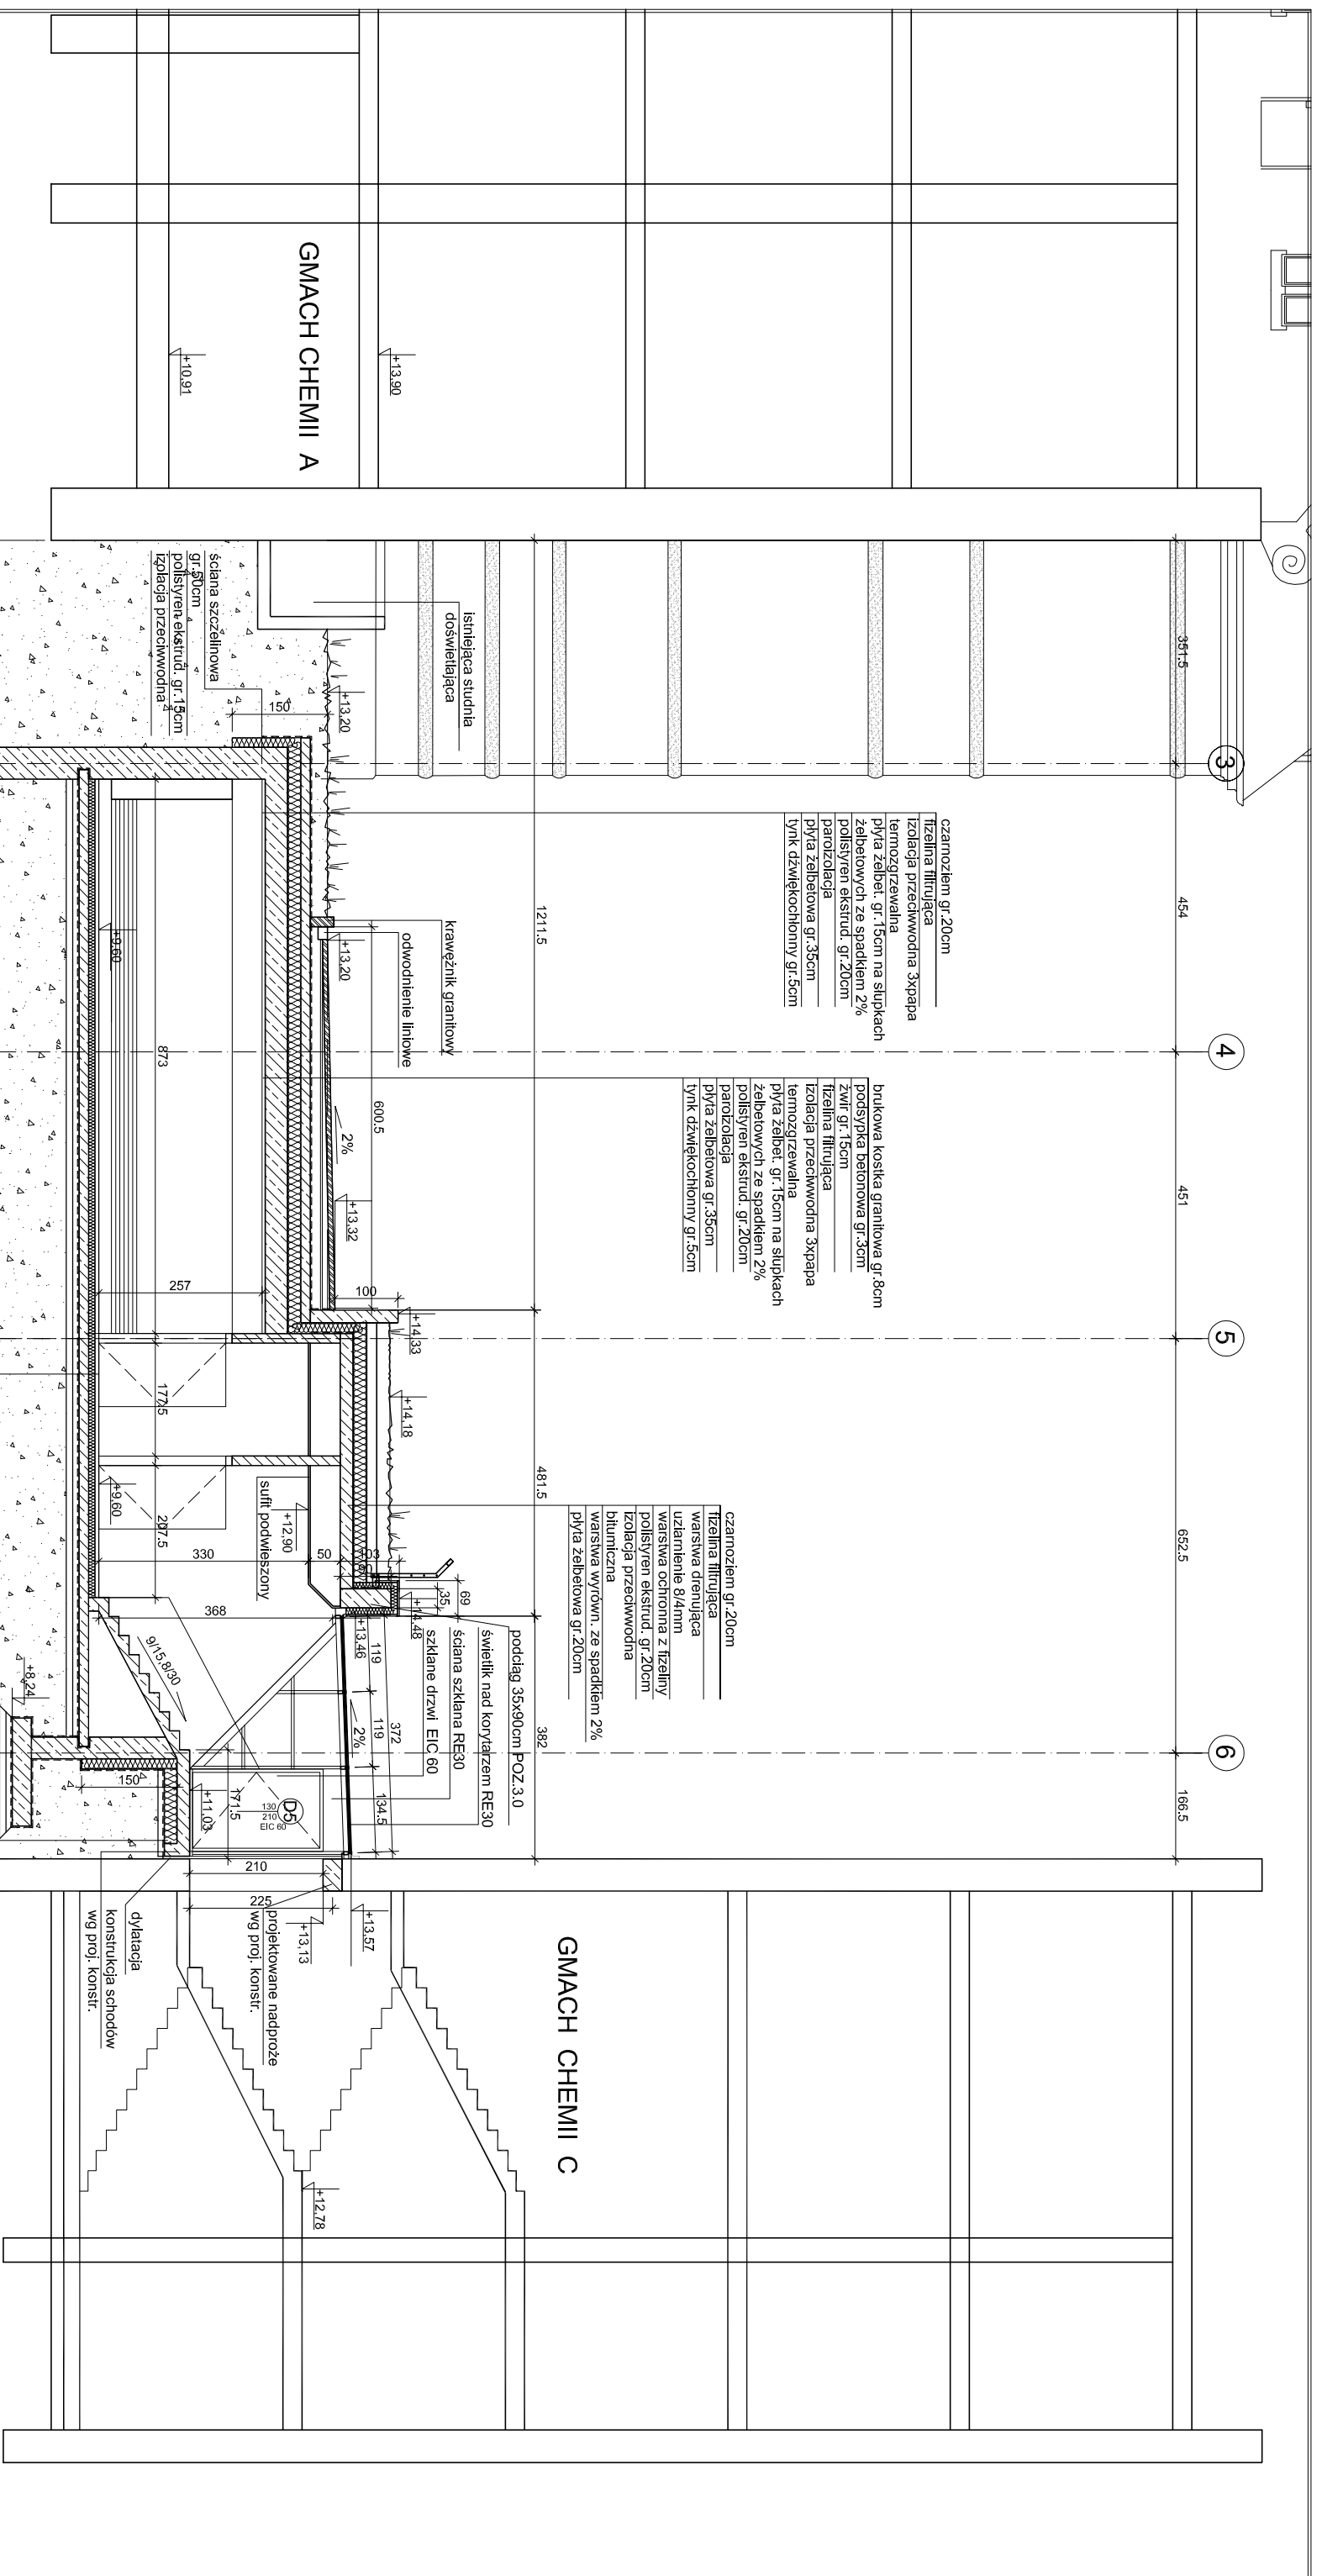 GMACH CHEMII A
+10,91
+13,90
GMACH CHEMII C
3
4
5
6
351.5
454
451
652.5
166.5
1211.5
481.5
382
istniejąca studnia
doświetlająca
ściana szczelinowa
gr.50cm
polistyren ekstrud. gr.15cm
izolacja przeciwwodna
150
+13,20
czarnoziem gr.20cm
fizelina filtrująca
izolacja przeciwwodna 3xpapa
termozgrzewalna
płyta żelbet. gr.15cm na słupkach
żelbetowych ze spadkiem 2%
polistyren ekstrud. gr.20cm
paroizolacja
płyta żelbetowa gr.35cm
tynk dźwiękochłonny gr.5cm
krawężnik granitowy
odwodnienie liniowe
+13,20
600.5
2%
+13,32
brukowa kostka granitowa gr.8cm
podsypka betonowa gr.3cm
żwir gr.15cm
fizelina filtrująca
izolacja przeciwwodna 3xpapa
termozgrzewalna
płyta żelbet. gr.15cm na słupkach
żelbetowych ze spadkiem 2%
polistyren ekstrud. gr.20cm
paroizolacja
płyta żelbetowa gr.35cm
tynk dźwiękochłonny gr.5cm
+9,60
873
257
100
+14,33
+14,18
177.5
207.5
+9,60
sufit podwieszony
+12,90
330
50
103
90
35
69
368
czarnoziem gr.20cm
fizelina filtrująca
warstwa drenująca
uziarnienie 8/4mm
warstwa ochronna z fizeliny
polistyren ekstrud. gr.20cm
izolacja przeciwwodna
bitumiczna
warstwa wyrówn. ze spadkiem 2%
płyta żelbetowa gr.20cm
podciąg 35x90cm POZ.3.0
świetlik nad korytarzem RE30
ściana szklana RE30
szklane drzwi EIC 60
+14,48
+13,46
119
119
134.5
372
2%
9/15.8/30
+8,24
150
+11,03
171.5
D5
130
210
EIC 60
210
225
+13,57
+13,13
projektowane nadproże
wg proj. konstr.
dylatacja
konstrukcja schodów
wg proj. konstr.
+12,78